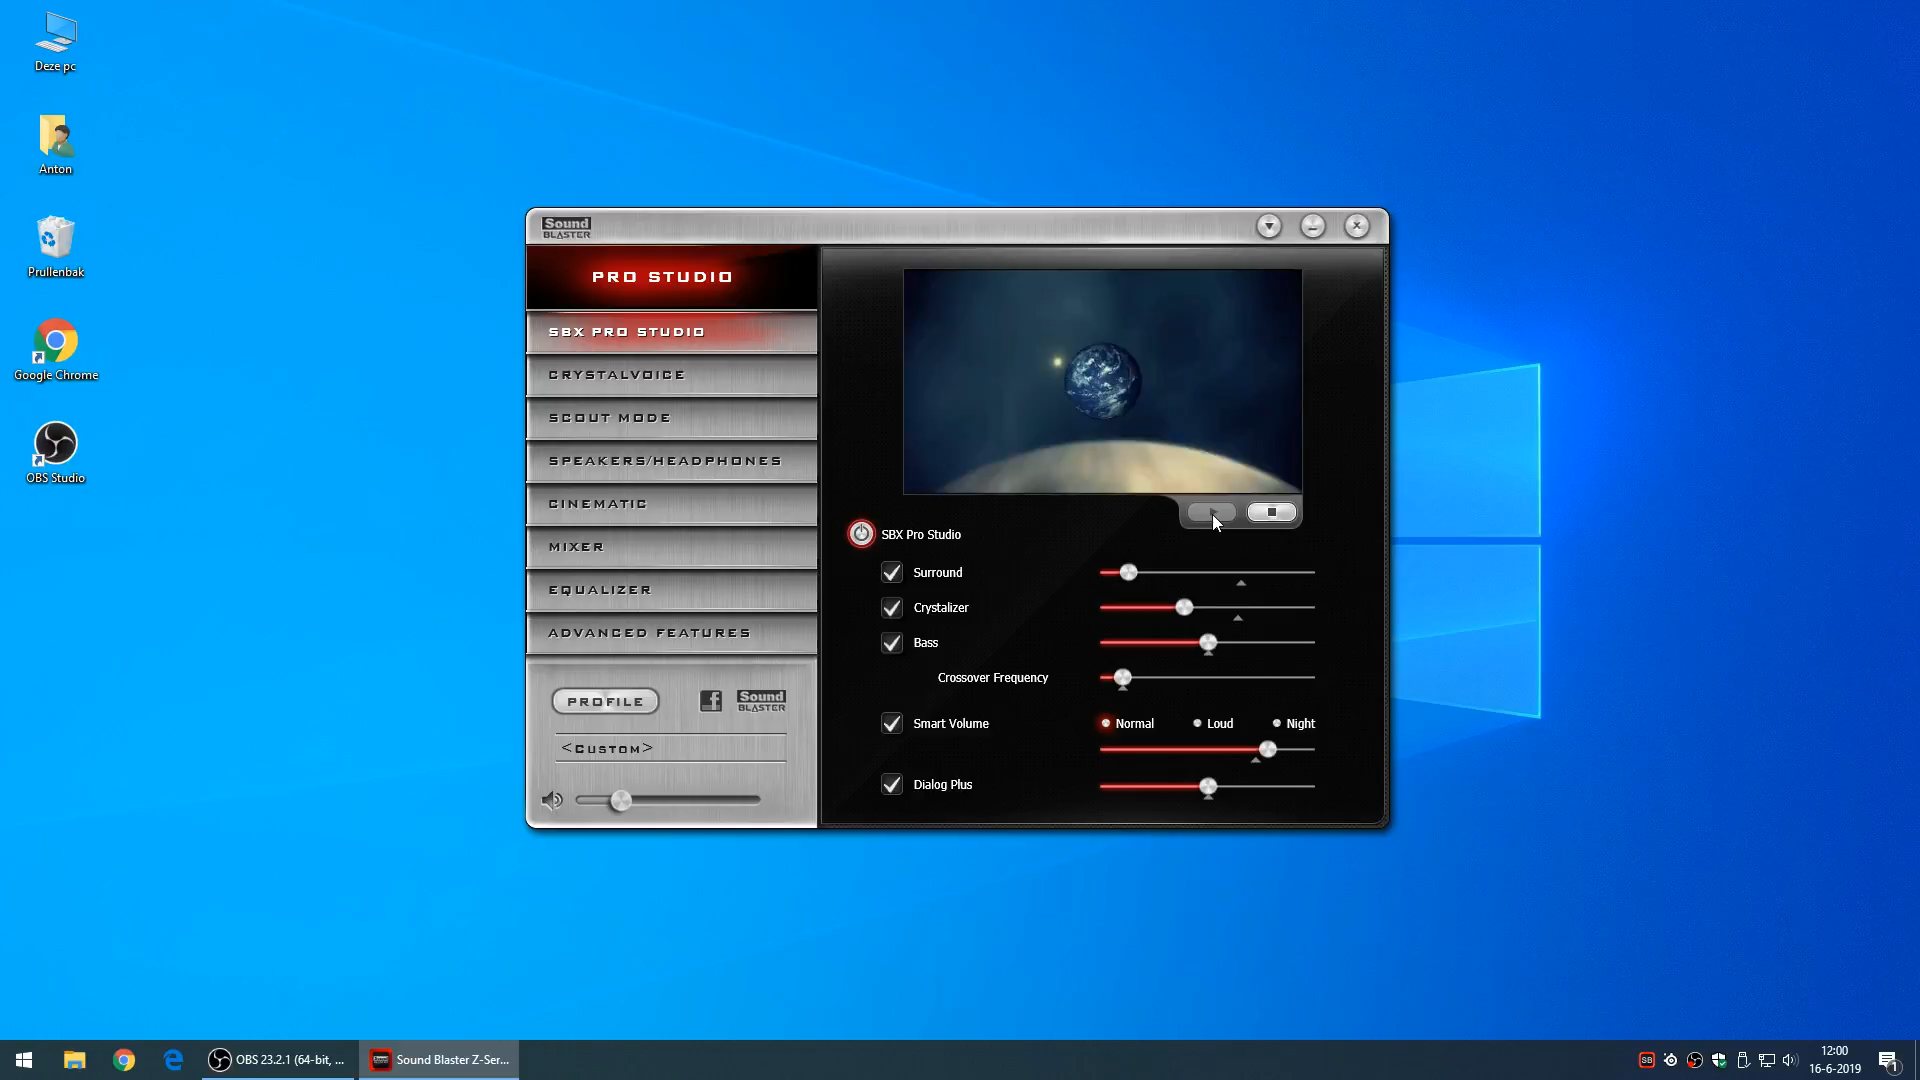 Deze pc
Anton
Prullenbak
Google Chrome
OBS Studio
Sound
BLASTER
PRO STUDIO
SBX PRO STUDIO
CRYSTALVOICE
SCOUT MODE
SPEAKERS/HEADPHONES
CINEMATIC
MIXER
EQUALIZER
ADVANCED FEATURES
PROFILE
Sound
BLASTER
<Custom>
SBX Pro Studio
Surround
Crystalizer
Bass
Crossover Frequency
Smart Volume
Normal Loud Night
Dialog Plus
OBS 23.2.1 (64-bit, ...
Sound Blaster Z-Ser...
SB
12:00
16-6-2019
1